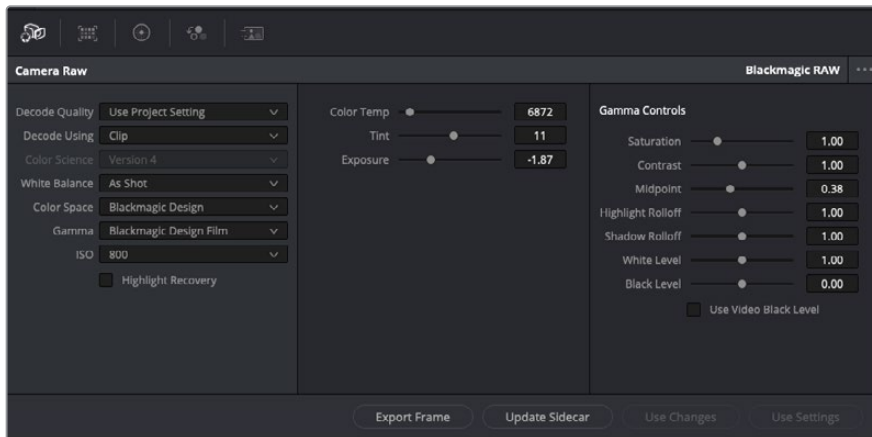 Camera Raw
Blackmagic RAW
Decode Quality Use Project Setting
Decode Using Clip
Color Science Version 4
White Balance As Shot
Color Space Blackmagic Design
Gamma Blackmagic Design Film
ISO 800
Highlight Recovery
Color Temp 6872
Tint 11
Exposure -1.87
Gamma Controls
Saturation 1.00
Contrast 1.00
Midpoint 0.38
Highlight Rolloff 1.00
Shadow Rolloff 1.00
White Level 1.00
Black Level 0.00
Use Video Black Level
Export Frame
Update Sidecar
Use Changes
Use Settings